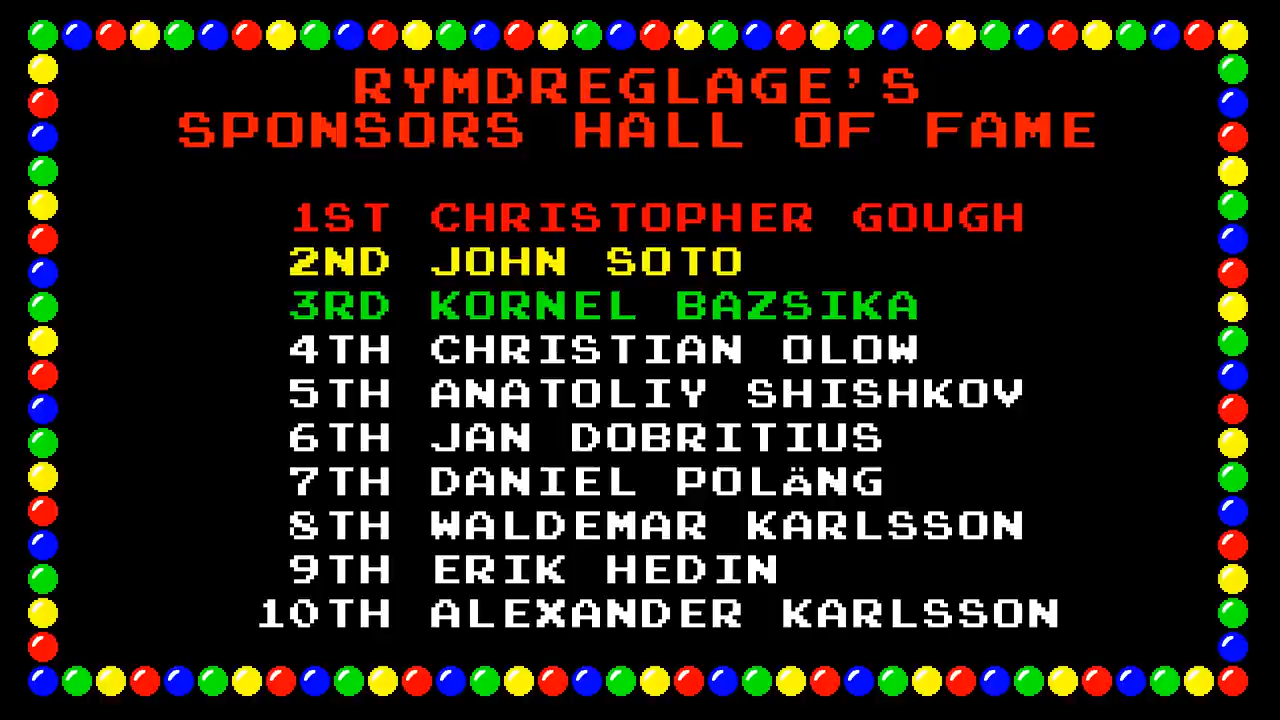 RYMDREGLAGE'S
SPONSORS HALL OF FAME
1ST CHRISTOPHER GOUGH
2ND JOHN SOTO
3RD KORNEL BAZSIKA
4TH CHRISTIAN OLOW
5TH ANATOLIY SHISHKOV
6TH JAN DOBRITIUS
7TH DANIEL POLÄNG
8TH WALDEMAR KARLSSON
9TH ERIK HEDIN
10TH ALEXANDER KARLSSON